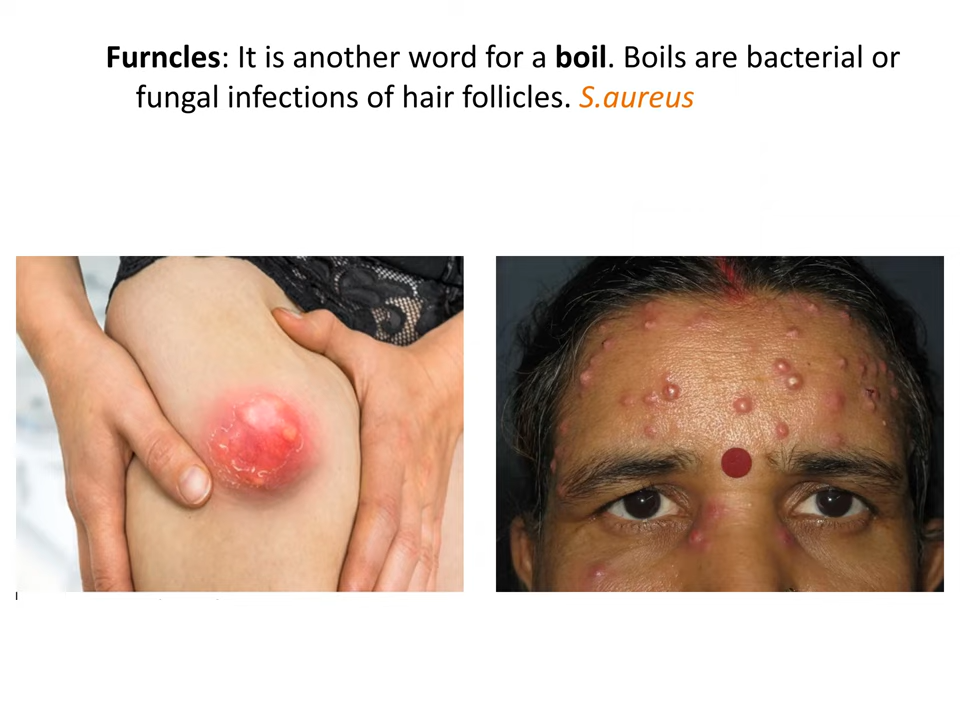 Furncles: It is another word for a boil. Boils are bacterial or
fungal infections of hair follicles. S.aureus